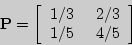 P = [ 1/3 2/3
1/5 4/5 ]